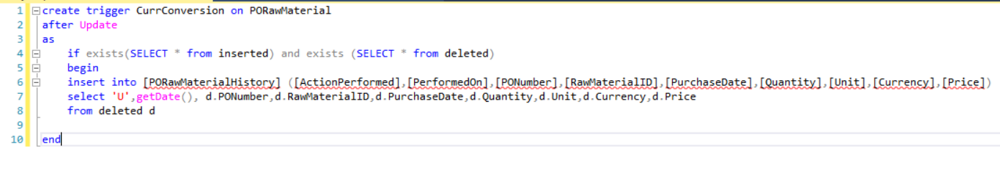 1 create trigger CurrConversion on PORawMaterial
2 after Update
3 as
4 if exists(SELECT * from inserted) and exists (SELECT * from deleted)
5 begin
6 insert into [PORawMaterialHistory] ([ActionPerformed],[PerformedOn],[PONumber],[RawMaterialID],[PurchaseDate],[Quantity],[Unit],[Currency],[Price])
7 select 'U',getDate(), d.PONumber,d.RawMaterialID,d.PurchaseDate,d.Quantity,d.Unit,d.Currency,d.Price
8 from deleted d
9
10 end